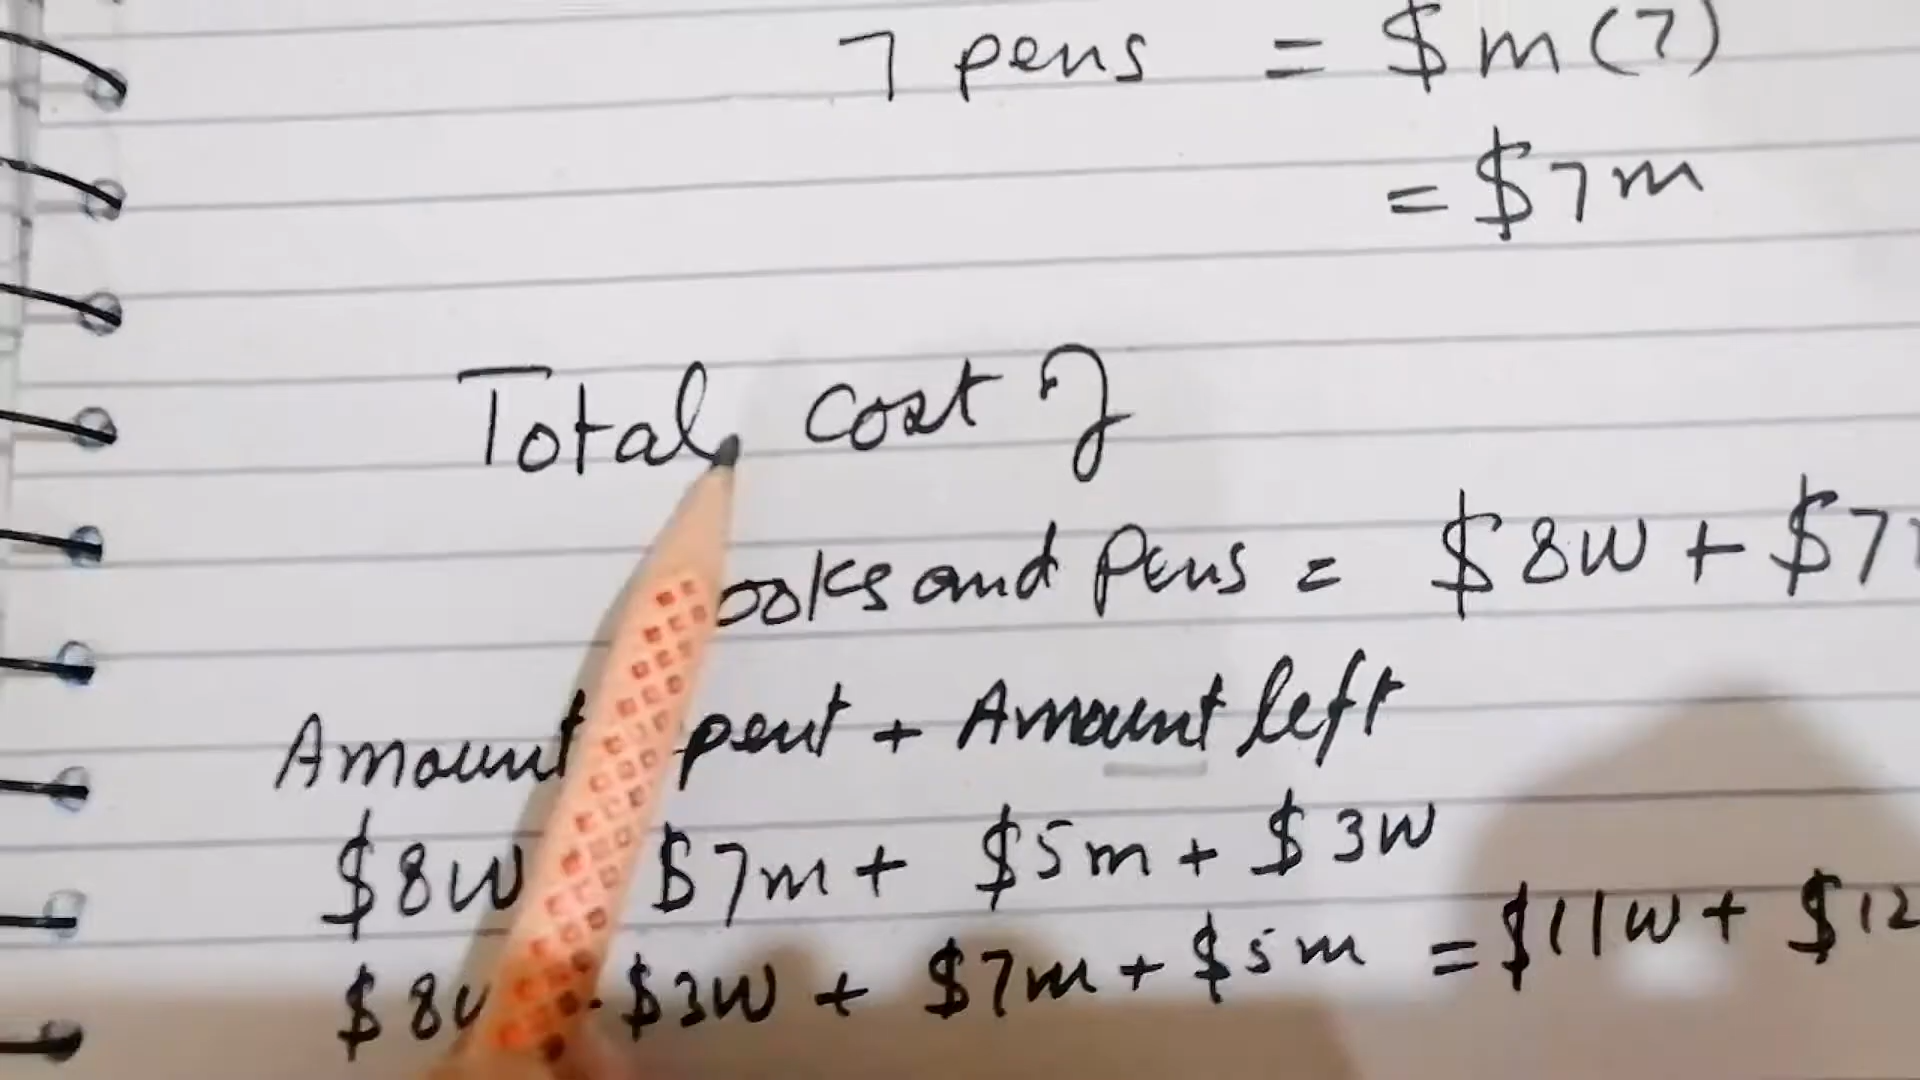 7 pens = $m(7)
= $7m
Total cost of
ooks and Pens = $8w + $7
Amount pent + Amount left
$8w $7m + $5m + $3w
$8 $3w + $7m + $5m = $11w + $12